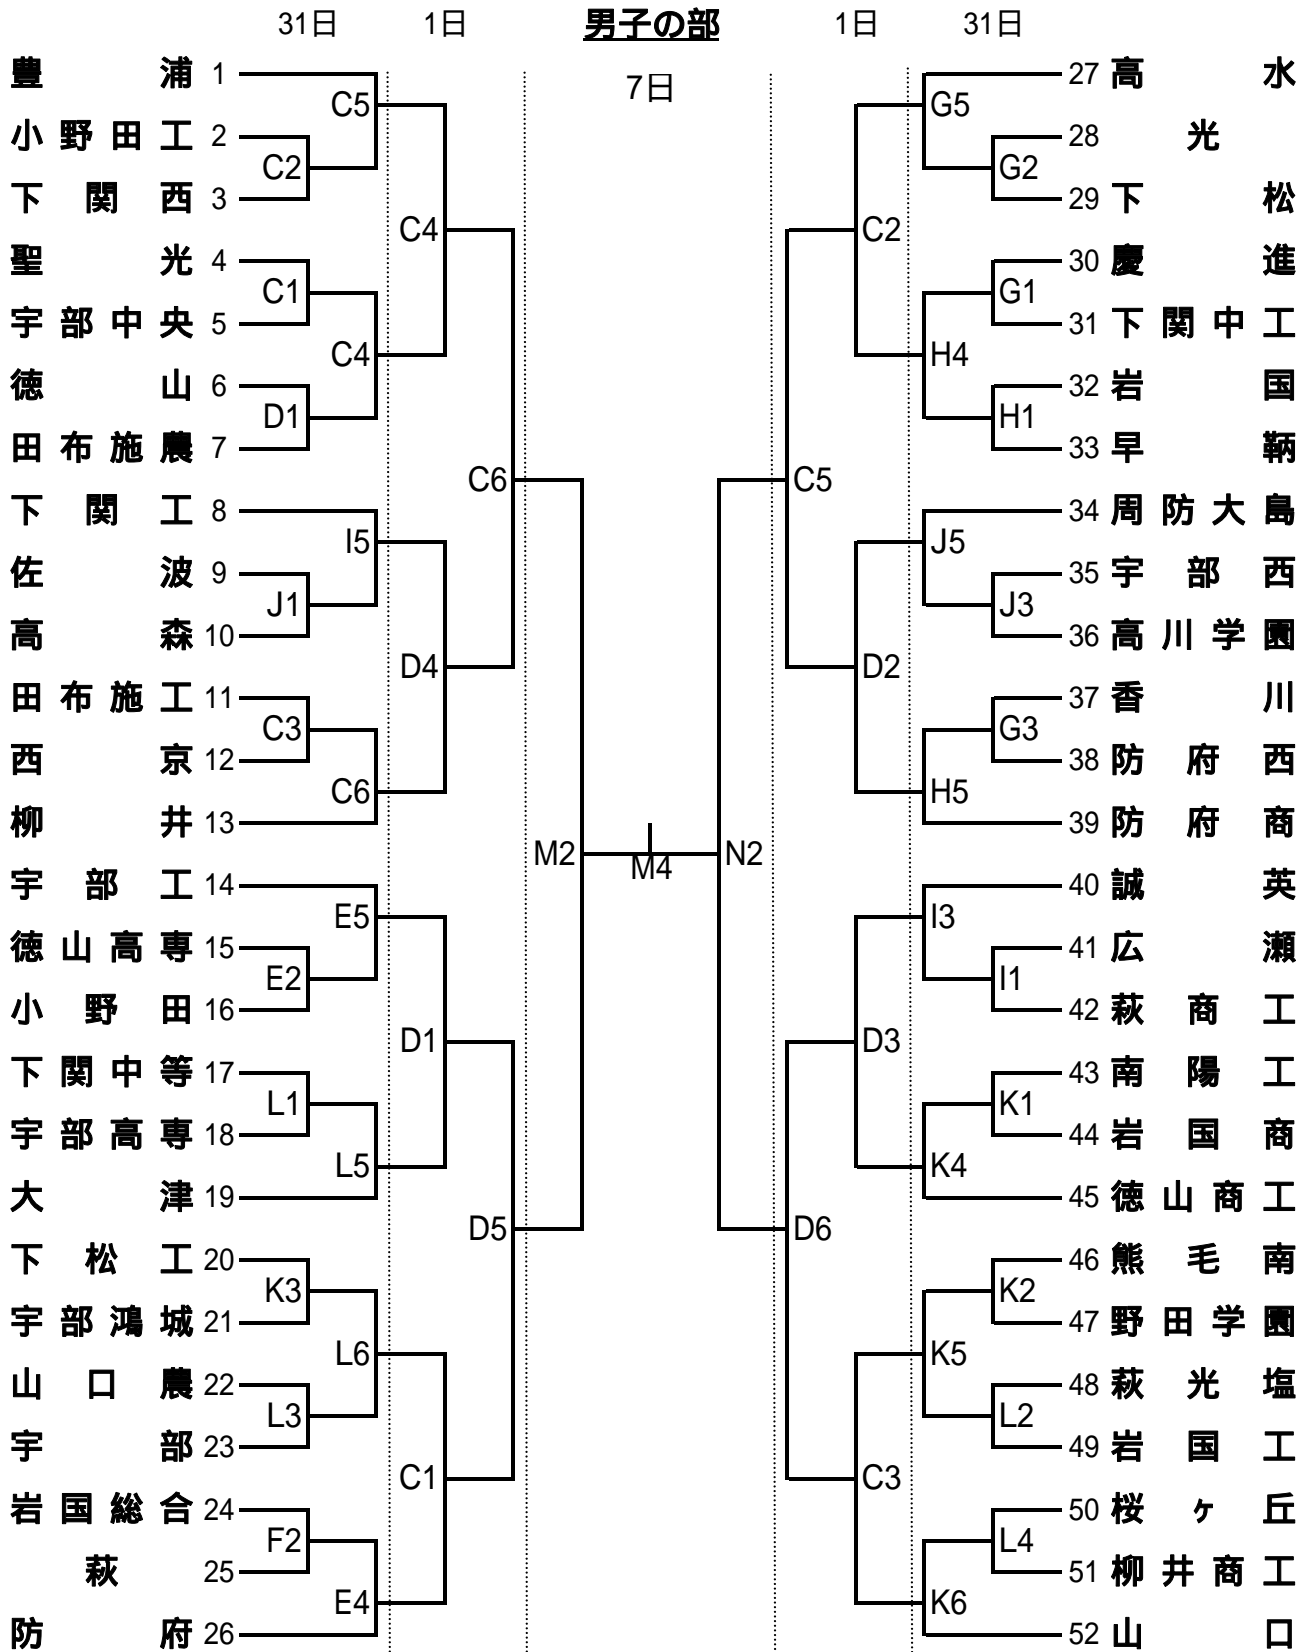 31日 1日 男子の部 1日 31日
7日
豊浦 1 27 高水
C5 G5
小野田工 2 28 光
C2 G2
下関西 3 29 下松
C4 C2
聖光 4 30 慶進
C1 G1
宇部中央 5 31 下関中工
C4 H4
徳山 6 32 岩国
D1 H1
田布施農 7 33 早鞆
C6 C5
下関工 8 34 周防大島
I5 J5
佐波 9 35 宇部西
J1 J3
高森 10 36 高川学園
D4 D2
田布施工 11 37 香川
C3 G3
西京 12 38 防府西
C6 H5
柳井 13 39 防府商
M2 M4 N2
宇部工 14 40 誠英
E5 I3
徳山高専 15 41 広瀬
E2 I1
小野田 16 42 萩商工
D1 D3
下関中等 17 43 南陽工
L1 K1
宇部高専 18 44 岩国商
L5 K4
大津 19 45 徳山商工
D5 D6
下松工 20 46 熊毛南
K3 K2
宇部鴻城 21 47 野田学園
L6 K5
山口農 22 48 萩光塩
L3 L2
宇部 23 49 岩国工
C1 C3
岩国総合 24 50 桜ヶ丘
F2 L4
萩 25 51 柳井商工
E4 K6
防府 26 52 山口